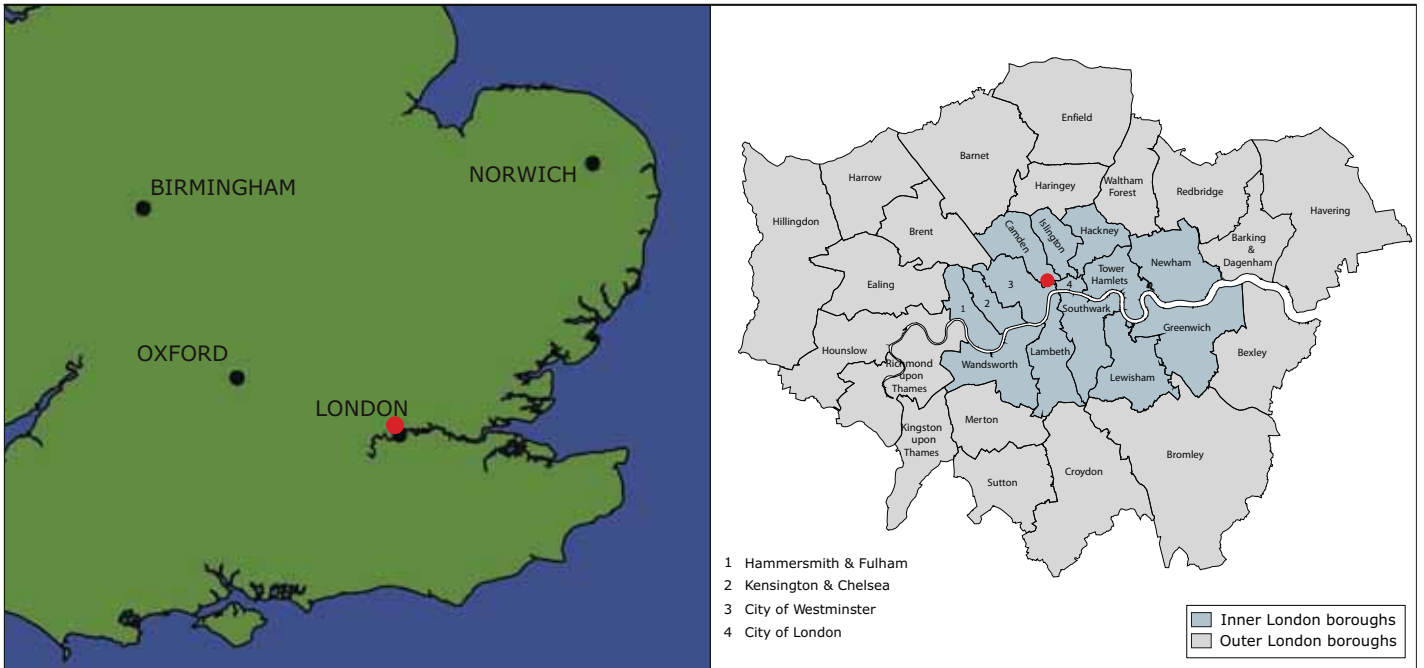 BIRMINGHAM
NORWICH
OXFORD
LONDON
Enfield
Barnet
Harrow
Haringey
Waltham
Forest
Redbridge
Havering
Hillingdon
Brent
Camden
Islington
Hackney
Barking
&
Dagenham
Newham
Tower
Hamlets
Ealing
3
4
2
1
Southwark
Greenwich
Hounslow
Richmond
upon
Thames
Wandsworth
Lambeth
Lewisham
Bexley
Kingston
upon
Thames
Merton
Bromley
Sutton
Croydon
1 Hammersmith & Fulham
2 Kensington & Chelsea
3 City of Westminster
4 City of London
Inner London boroughs
Outer London boroughs